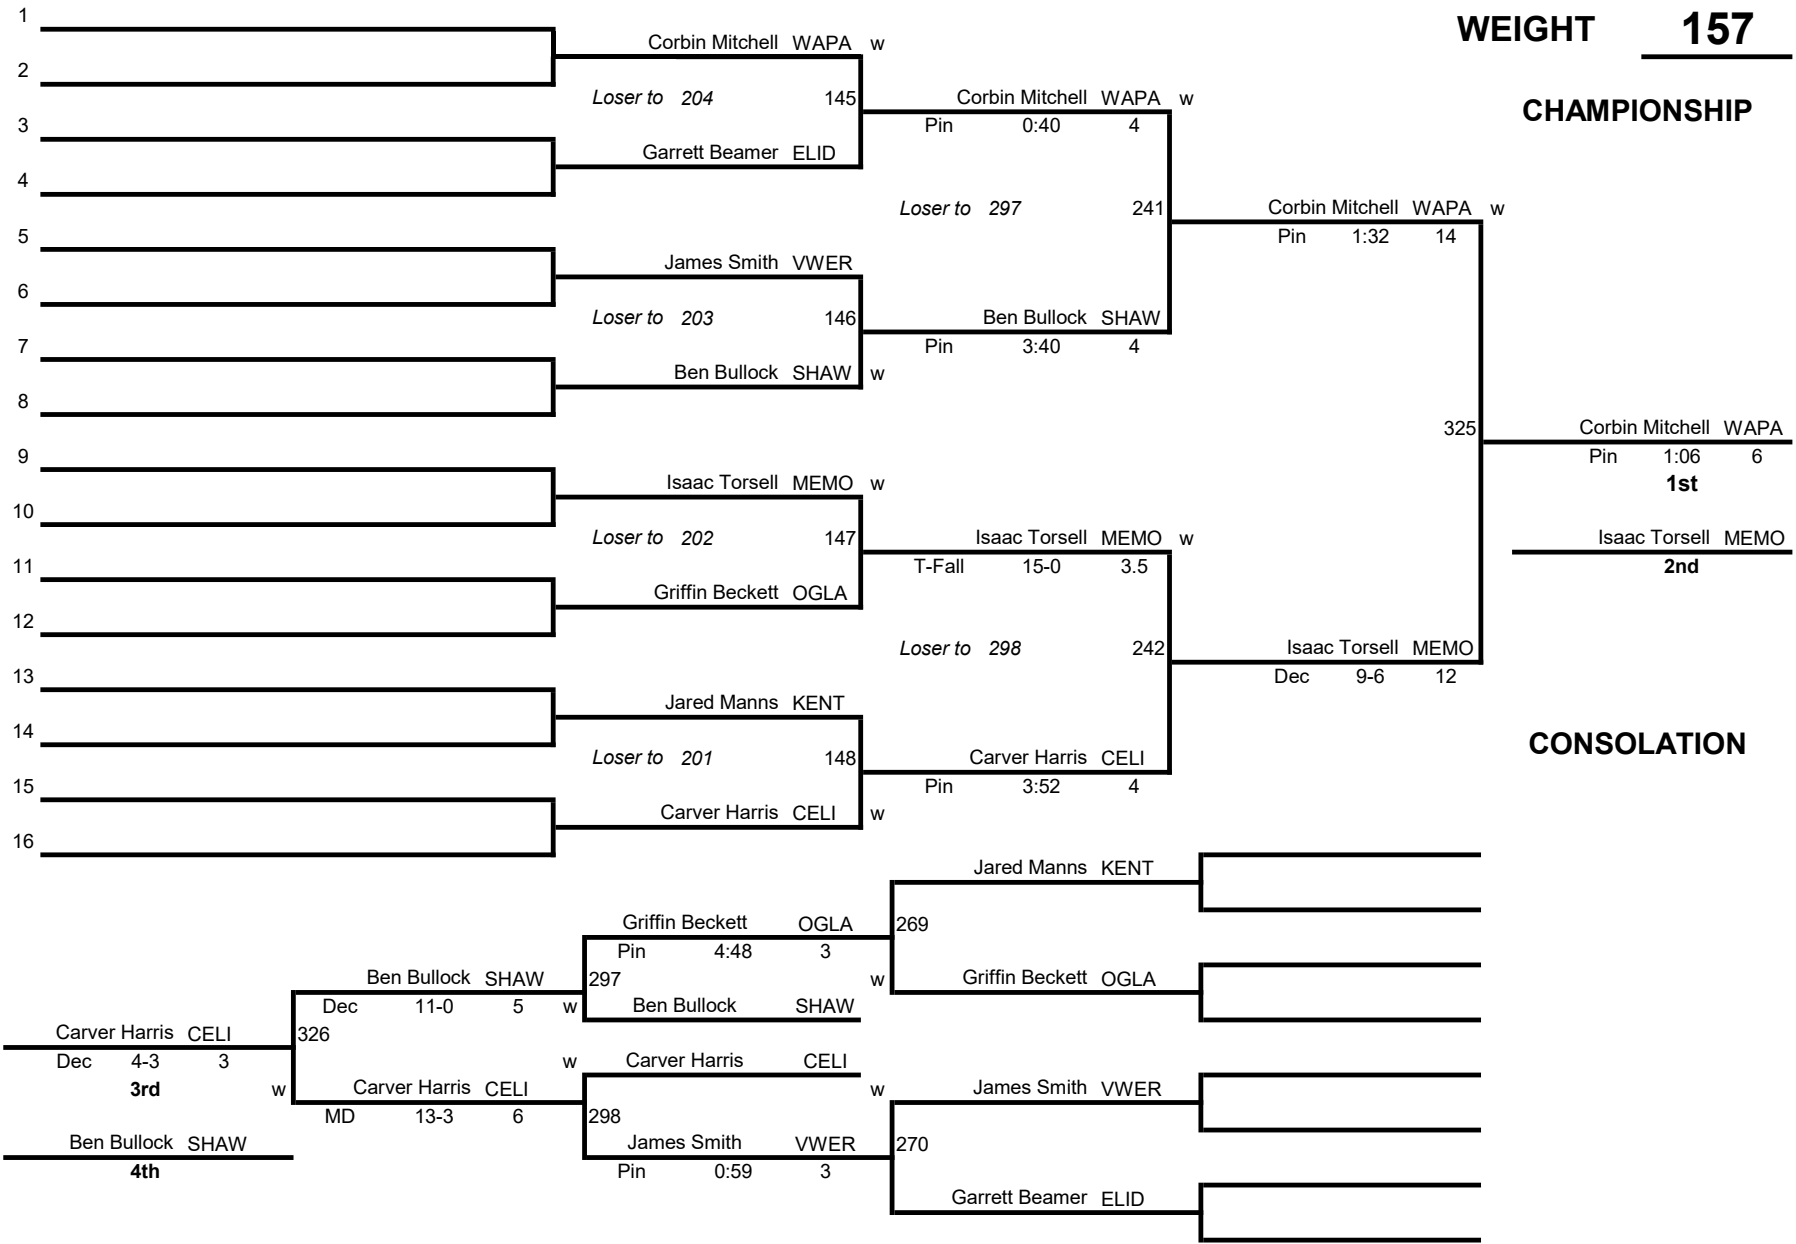 1
WEIGHT 157
Corbin Mitchell WAPA w
2
Loser to 204 145 Corbin Mitchell WAPA w
CHAMPIONSHIP
3
Pin 0:40 4
Garrett Beamer ELID
4
Loser to 297 241 Corbin Mitchell WAPA w
5
Pin 1:32 14
James Smith VWER
6
Loser to 203 146 Ben Bullock SHAW
7
Pin 3:40 4
Ben Bullock SHAW w
8
325 Corbin Mitchell WAPA
9
Pin 1:06 6
Isaac Torsell MEMO w
1st
10
Loser to 202 147 Isaac Torsell MEMO w
Isaac Torsell MEMO
11
T-Fall 15-0 3.5
2nd
Griffin Beckett OGLA
12
Loser to 298 242 Isaac Torsell MEMO
13
Dec 9-6 12
Jared Manns KENT
14
CONSOLATION
Loser to 201 148 Carver Harris CELI
15
Pin 3:52 4
Carver Harris CELI w
16
Jared Manns KENT
Griffin Beckett OGLA 269
Pin 4:48 3
Ben Bullock SHAW 297 w Griffin Beckett OGLA
Dec 11-0 5 w Ben Bullock SHAW
Carver Harris CELI 326
Dec 4-3 3 w Carver Harris CELI
3rd w Carver Harris CELI w James Smith VWER
MD 13-3 6 298
Ben Bullock SHAW James Smith VWER 270
4th Pin 0:59 3
Garrett Beamer ELID